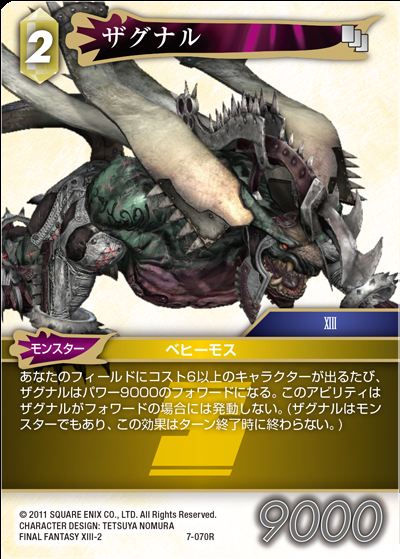 2
ザグナル
XIII
モンスター
ベヒーモス
あなたのフィールドにコスト6以上のキャラクターが出るたび、
ザグナルはパワー9000のフォワードになる。このアビリティは
ザグナルがフォワードの場合には発動しない。(ザグナルはモン
スターでもあり、この効果はターン終了時に終わらない。)
© 2011 SQUARE ENIX CO., LTD. All Rights Reserved.
CHARACTER DESIGN: TETSUYA NOMURA
FINAL FANTASY XIII-2
7-070R
9000